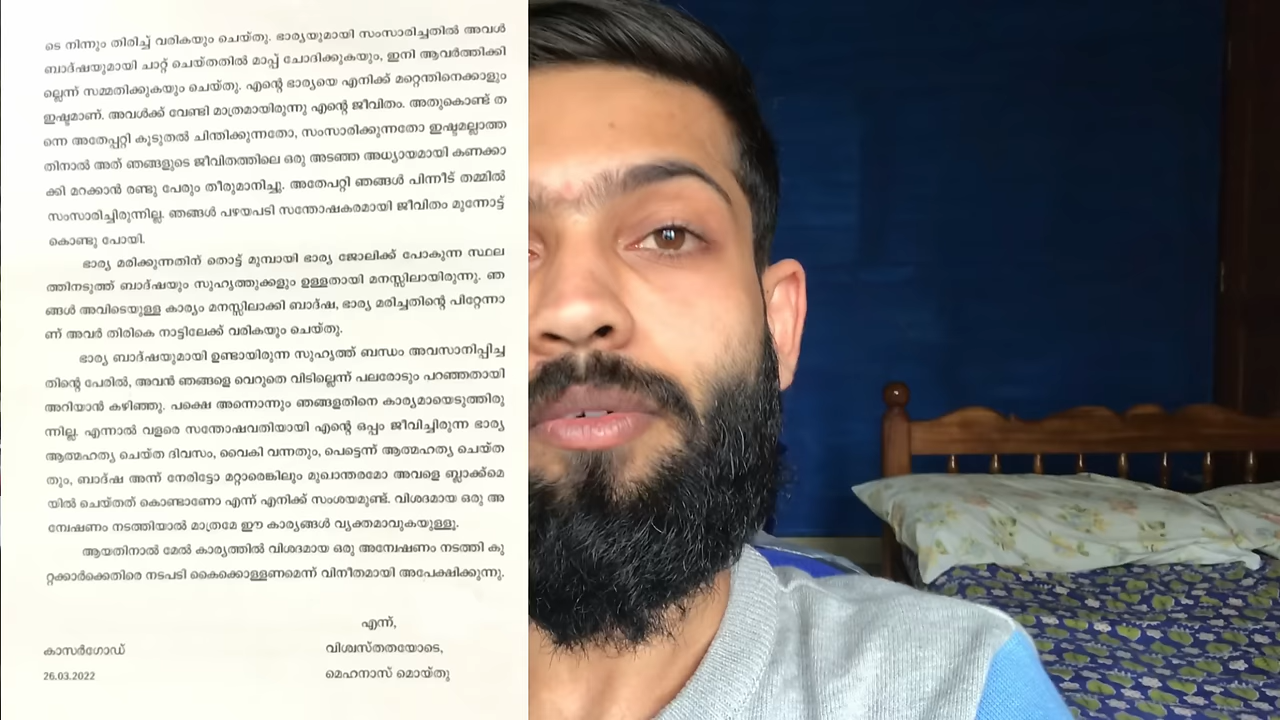 ടെ നിന്നും തിരിച്ച് വരികയും ചെയ്തു. ഭാര്യയുമായി സംസാരിച്ചതിൽ അവൾ
ബാദ്ഷയുമായി ചാറ്റ് ചെയ്തതിൽ മാപ്പ് ചോദിക്കുകയും, ഇനി ആവർത്തിക്കി
ല്ലെന്ന് സമ്മതിക്കുകയും ചെയ്തു. എന്റെ ഭാര്യയെ എനിക്ക് മറ്റെന്തിനെക്കാളും
ഇഷ്ടമാണ്. അവൾക്ക് വേണ്ടി മാത്രമായിരുന്നു എന്റെ ജീവിതം. അതുകൊണ്ട് ത
ന്നെ അതേപ്പറ്റി കൂടുതൽ ചിന്തിക്കുന്നതോ, സംസാരിക്കുന്നതോ ഇഷ്ടമല്ലാത്ത
തിനാൽ അത് ഞങ്ങളുടെ ജീവിതത്തിലെ ഒരു അടഞ്ഞ അധ്യായമായി കണക്കാ
ക്കി മറക്കാൻ രണ്ടു പേരും തീരുമാനിച്ചു. അതേപറ്റി ഞങ്ങൾ പിന്നീട് തമ്മിൽ
സംസാരിച്ചിരുന്നില്ല. ഞങ്ങൾ പഴയപടി സന്തോഷകരമായി ജീവിതം മുന്നോട്ട്
കൊണ്ടു പോയി.
ഭാര്യ മരിക്കുന്നതിന് തൊട്ട് മുമ്പായി ഭാര്യ ജോലിക്ക് പോകുന്ന സ്ഥല
ത്തിനടുത്ത് ബാദ്ഷയും സുഹൃത്തുക്കളും ഉള്ളതായി മനസ്സിലായിരുന്നു. ഞ
ങ്ങൾ അവിടെയുള്ള കാര്യം മനസ്സിലാക്കി ബാദ്ഷ, ഭാര്യ മരിച്ചതിന്റെ പിറ്റേന്നാ
ണ് അവർ തിരികെ നാട്ടിലേക്ക് വരികയും ചെയ്തു.
ഭാര്യ ബാദ്ഷയുമായി ഉണ്ടായിരുന്ന സുഹൃത്ത് ബന്ധം അവസാനിപ്പിച്ച
തിന്റെ പേരിൽ, അവൻ ഞങ്ങളെ വെറുതെ വിടില്ലെന്ന് പലരോടും പറഞ്ഞതായി
അറിയാൻ കഴിഞ്ഞു. പക്ഷെ അന്നൊന്നും ഞങ്ങളതിനെ കാര്യമായെടുത്തിരു
ന്നില്ല. എന്നാൽ വളരെ സന്തോഷവതിയായി എന്റെ ഒപ്പം ജീവിച്ചിരുന്ന ഭാര്യ
ആത്മഹത്യ ചെയ്ത ദിവസം, വൈകി വന്നതും, പെട്ടെന്ന് ആത്മഹത്യ ചെയ്ത
തും, ബാദ്ഷ അന്ന് നേരിട്ടോ മറ്റാരെങ്കിലും മുഖാന്തരമോ അവളെ ബ്ലാക്ക്മെ
യിൽ ചെയ്തത് കൊണ്ടാണോ എന്ന് എനിക്ക് സംശയമുണ്ട്. വിശദമായ ഒരു അ
ന്വേഷണം നടത്തിയാൽ മാത്രമേ ഈ കാര്യങ്ങൾ വ്യക്തമാവുകയുള്ളൂ.
ആയതിനാൽ മേൽ കാര്യത്തിൽ വിശദമായ ഒരു അന്വേഷണം നടത്തി കു
റ്റക്കാർക്കെതിരെ നടപടി കൈക്കൊള്ളണമെന്ന് വിനീതമായി അപേക്ഷിക്കുന്നു.
എന്ന്,
കാസർഗോഡ് വിശ്വസ്തതയോടെ,
26.03.2022 മെഹനാസ് മൊയ്തു